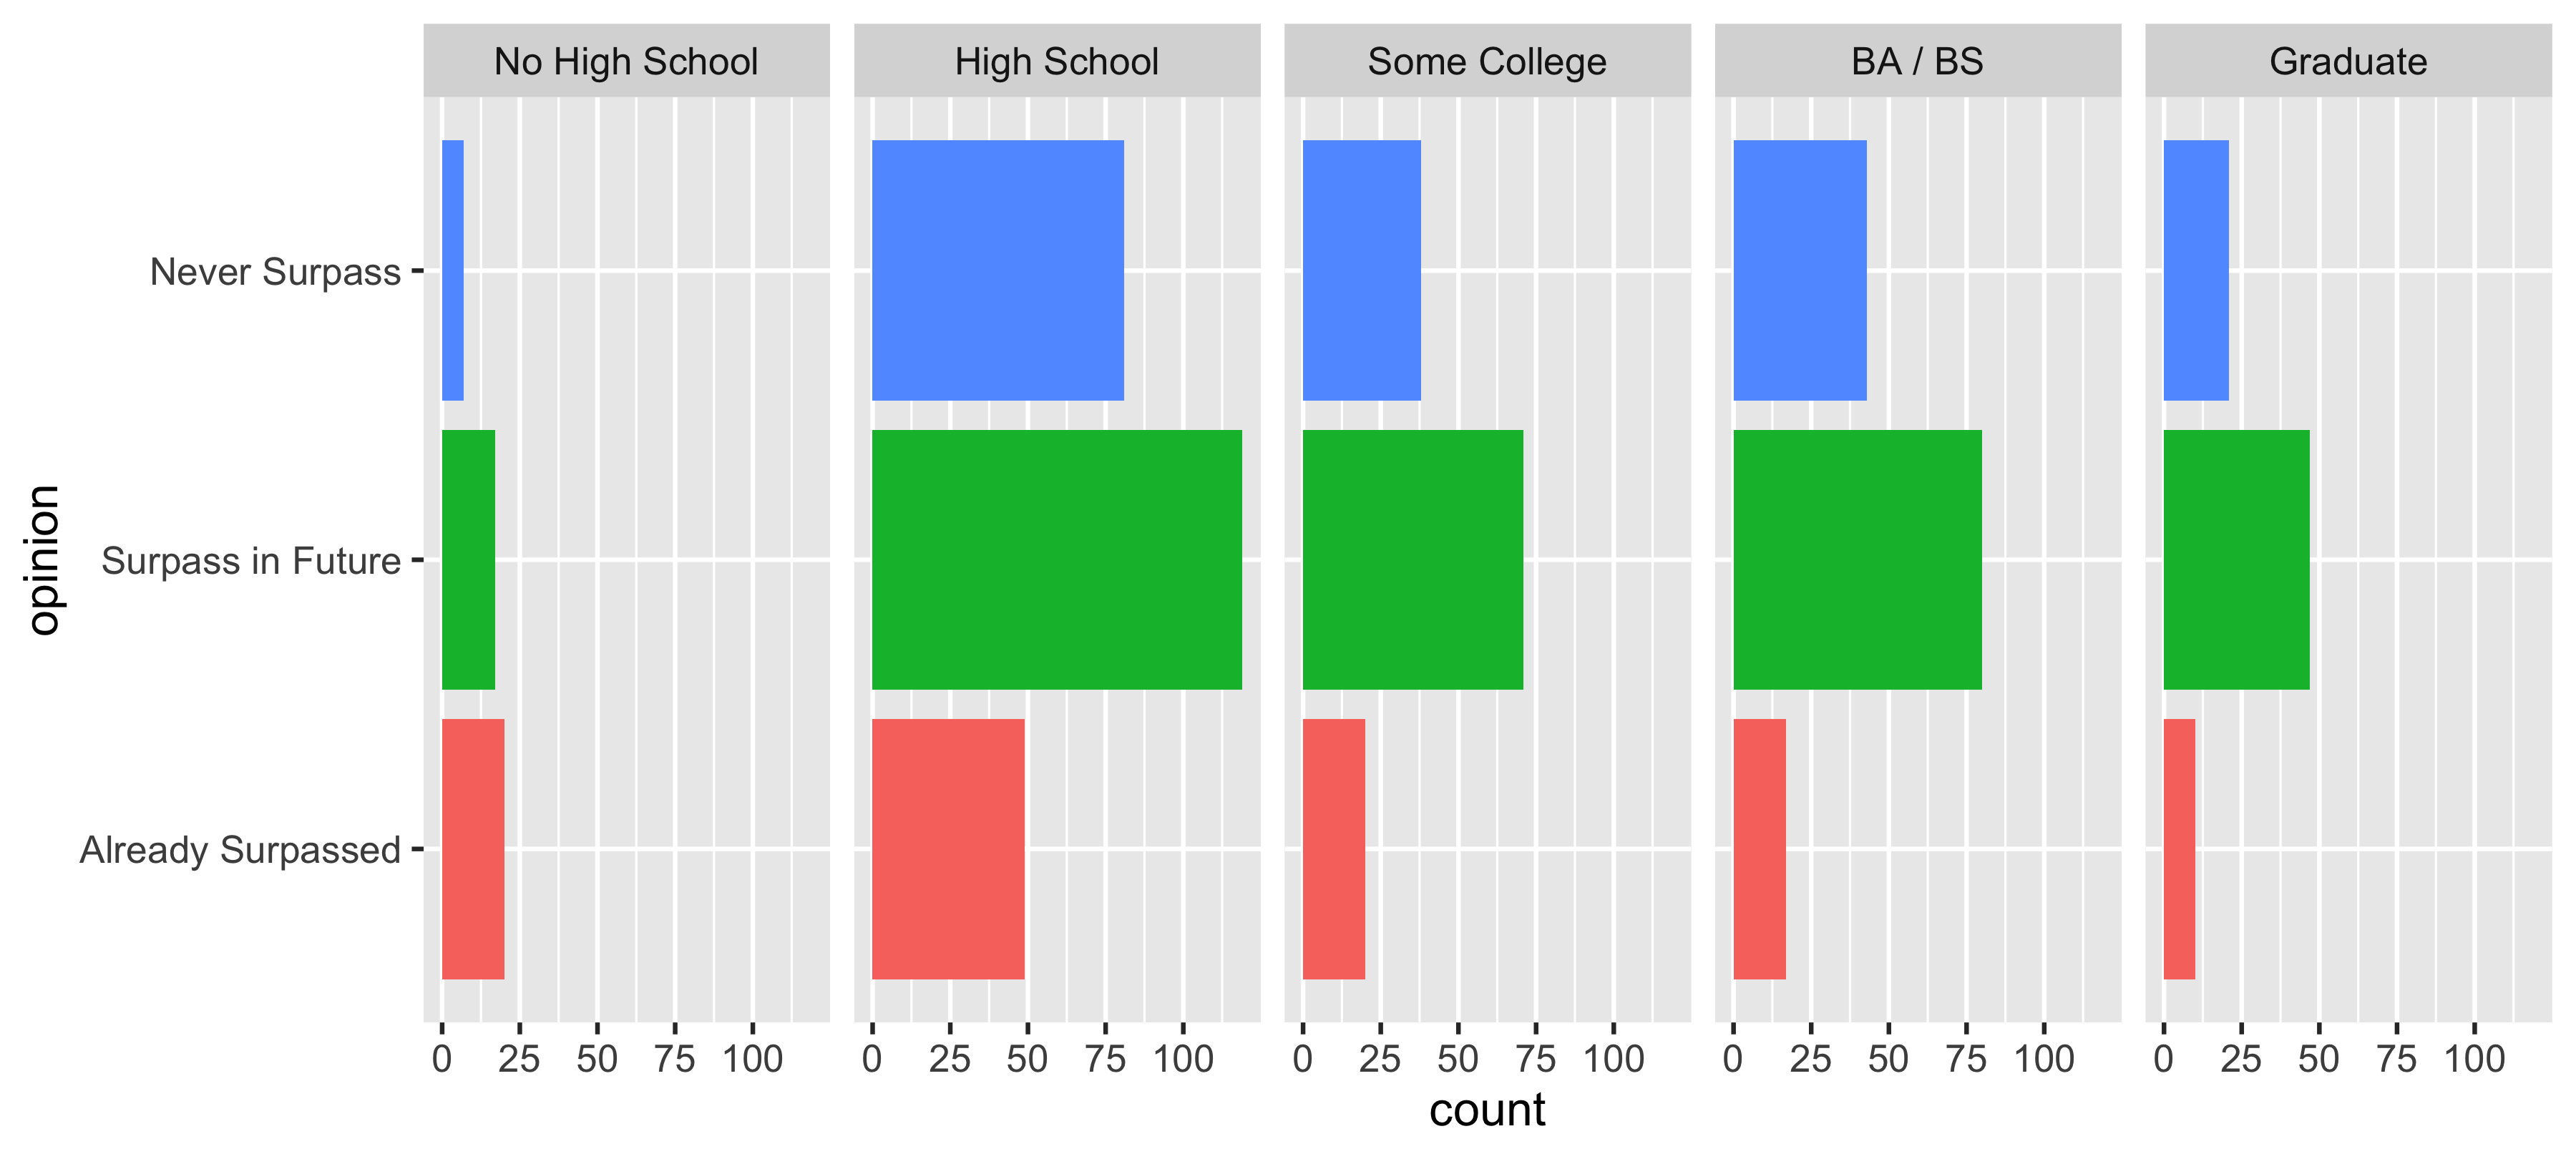 No High School
High School
Some College
BA / BS
Graduate
opinion
Never Surpass
Surpass in Future
Already Surpassed
0 25 50 75 100
0 25 50 75 100
0 25 50 75 100
0 25 50 75 100
0 25 50 75 100
count